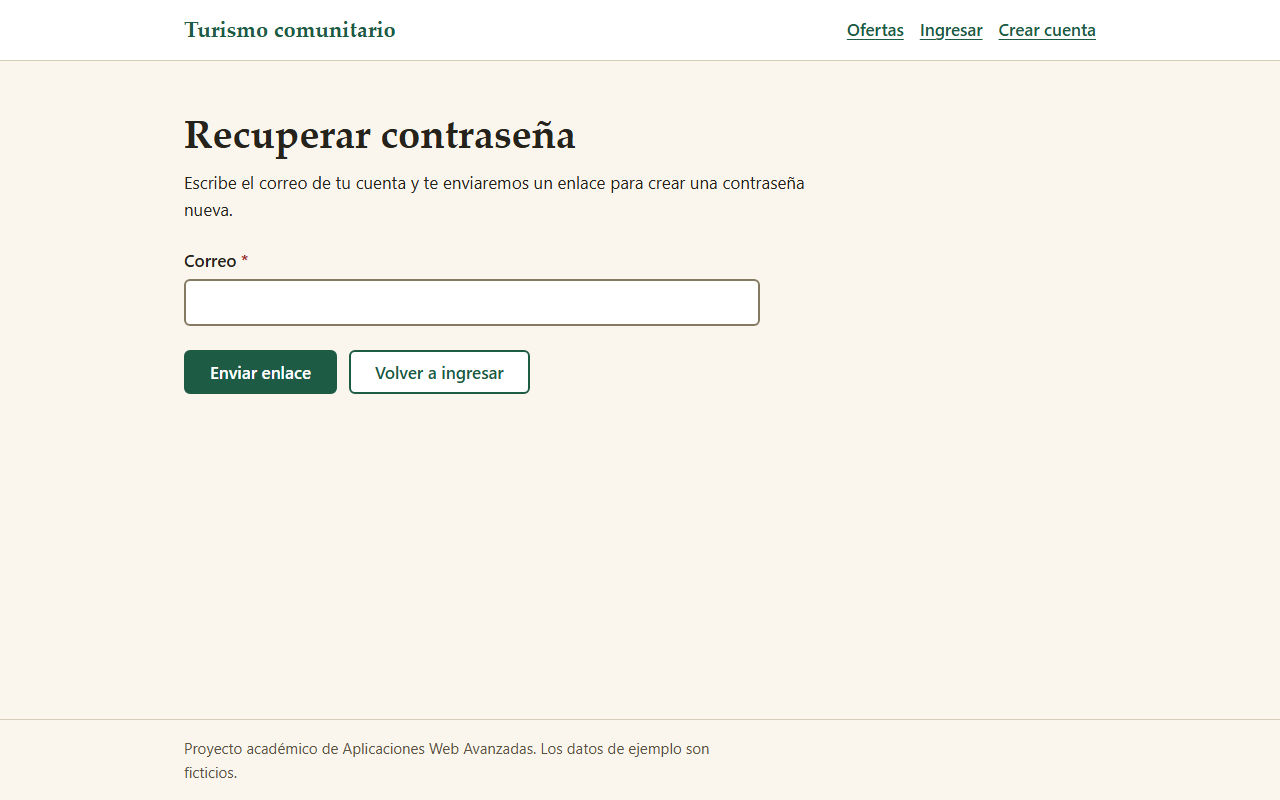 Turismo comunitario
Ofertas Ingresar Crear cuenta
Recuperar contraseña
Escribe el correo de tu cuenta y te enviaremos un enlace para crear una contraseña
nueva.
Correo *
Enviar enlace Volver a ingresar
Proyecto académico de Aplicaciones Web Avanzadas. Los datos de ejemplo son
ficticios.